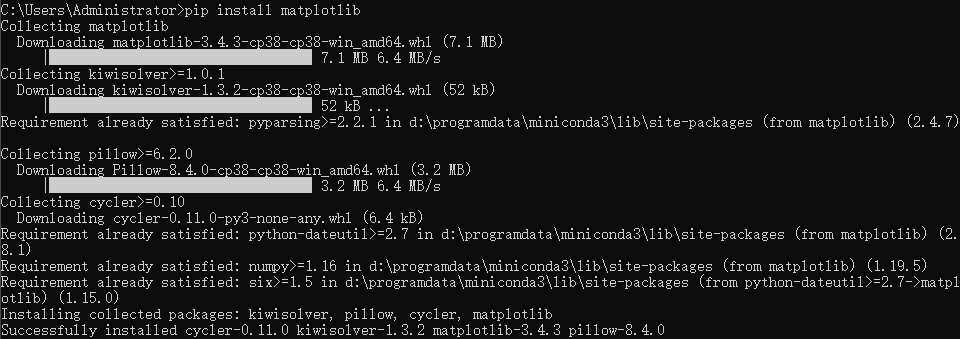 C:\Users\Administrator>pip install matplotlib
Collecting matplotlib
  Downloading matplotlib-3.4.3-cp38-cp38-win_amd64.whl (7.1 MB)
     |████████████████████████████████| 7.1 MB 6.4 MB/s
Collecting kiwisolver>=1.0.1
  Downloading kiwisolver-1.3.2-cp38-cp38-win_amd64.whl (52 kB)
     |████████████████████████████████| 52 kB ...
Requirement already satisfied: pyparsing>=2.2.1 in d:\programdata\miniconda3\lib\site-packages (from matplotlib) (2.4.7)
Collecting pillow>=6.2.0
  Downloading Pillow-8.4.0-cp38-cp38-win_amd64.whl (3.2 MB)
     |████████████████████████████████| 3.2 MB 6.4 MB/s
Collecting cycler>=0.10
  Downloading cycler-0.11.0-py3-none-any.whl (6.4 kB)
Requirement already satisfied: python-dateutil>=2.7 in d:\programdata\miniconda3\lib\site-packages (from matplotlib) (2.
8.1)
Requirement already satisfied: numpy>=1.16 in d:\programdata\miniconda3\lib\site-packages (from matplotlib) (1.19.5)
Requirement already satisfied: six>=1.5 in d:\programdata\miniconda3\lib\site-packages (from python-dateutil>=2.7->matpl
otlib) (1.15.0)
Installing collected packages: kiwisolver, pillow, cycler, matplotlib
Successfully installed cycler-0.11.0 kiwisolver-1.3.2 matplotlib-3.4.3 pillow-8.4.0